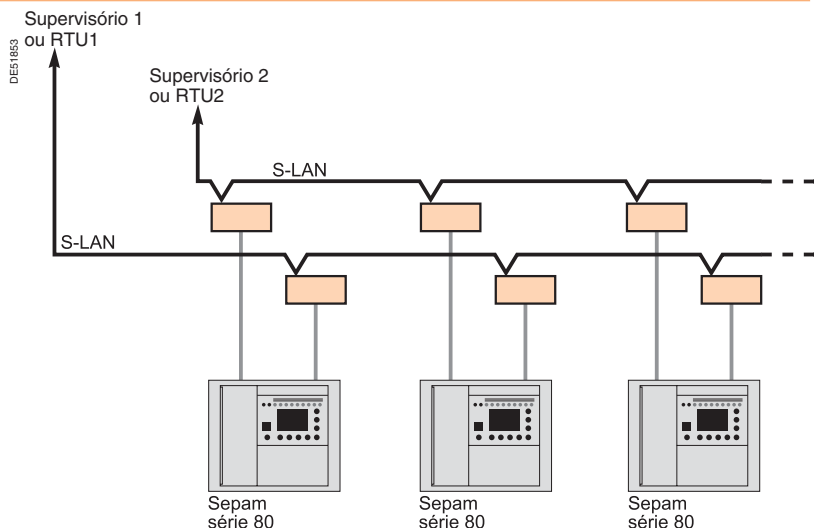 Supervisório 1
ou RTU1
DE51853
Supervisório 2
ou RTU2
S-LAN
S-LAN
Sepam
série 80
Sepam
série 80
Sepam
série 80